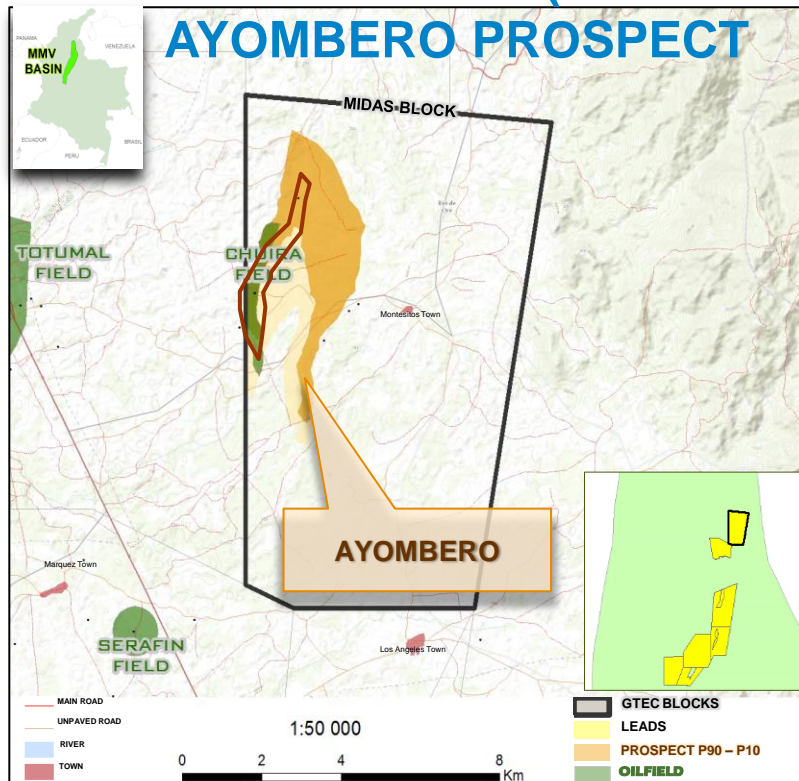 AYOMBERO PROSPECT
PANAMA
VENEZUELA
MMV
BASIN
ECUADOR
BRASIL
PERU
MIDAS BLOCK
TOTUMAL
FIELD
CHUIRA
FIELD
Montesitos Town
AYOMBERO
Marquez Town
SERAFIN
FIELD
Los Angeles Town
MAIN ROAD
UNPAVED ROAD
RIVER
TOWN
1:50 000
0 2 4 8
Km
GTEC BLOCKS
LEADS
PROSPECT P90 – P10
OILFIELD